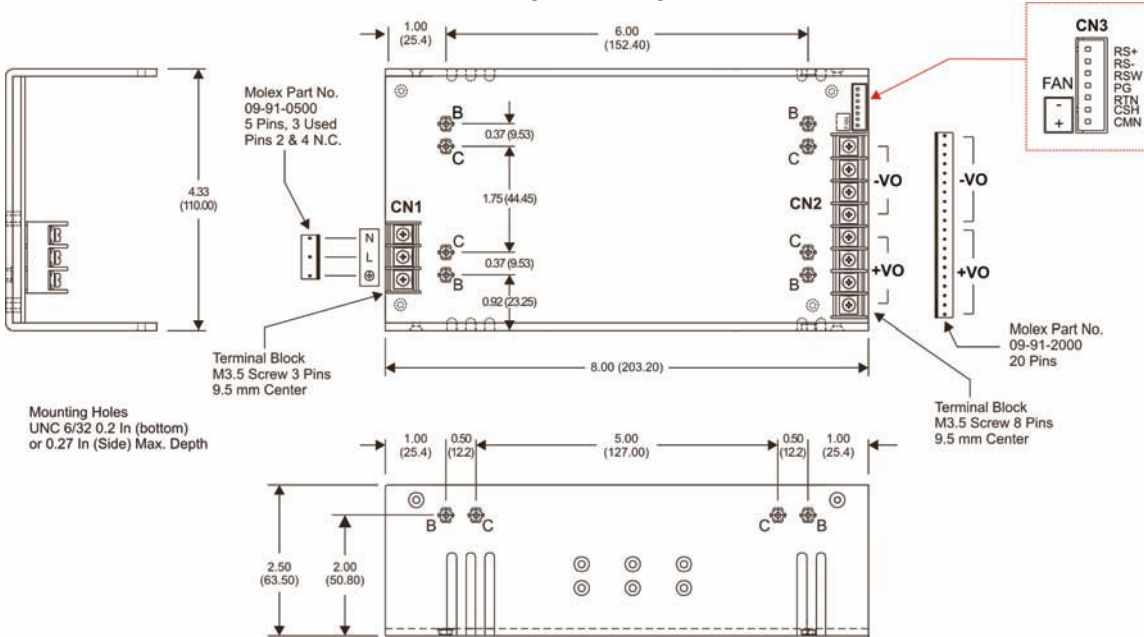 1.00
(25.4)
6.00
(152.40)
CN3
RS+
RS-
RSW
PG
RTN
CSH
CMN
FAN
-
+
Molex Part No.
09-91-0500
5 Pins, 3 Used
Pins 2 & 4 N.C.
4.33
(110.00)
B
0.37 (9.53)
C
1.75 (44.45)
C
0.37 (9.53)
B
0.92 (23.25)
B
C
C
B
FAN
CN1
N
L
CN2
-VO
+VO
-VO
+VO
Terminal Block
M3.5 Screw 3 Pins
9.5 mm Center
8.00 (203.20)
Molex Part No.
09-91-2000
20 Pins
Terminal Block
M3.5 Screw 8 Pins
9.5 mm Center
Mounting Holes
UNC 6/32 0.2 In (bottom)
or 0.27 In (Side) Max. Depth
1.00
(25.4)
0.50
(12.2)
5.00
(127.00)
0.50
(12.2)
1.00
(25.4)
B
C
C
B
2.50
(63.50)
2.00
(50.80)